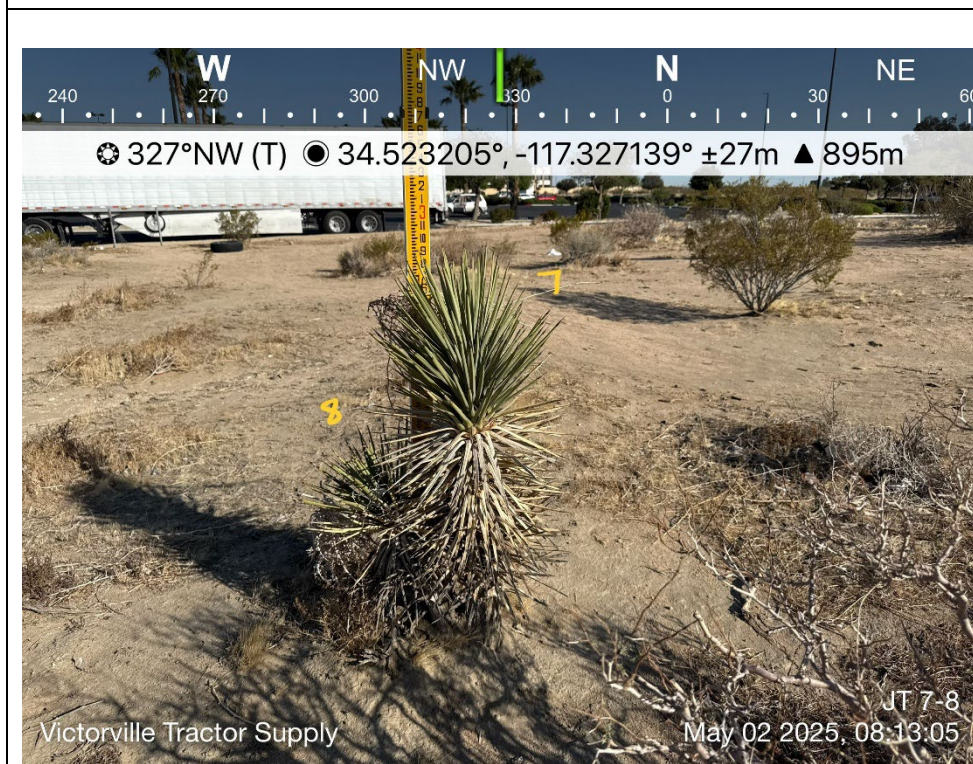 W NW N NE
240 270 300 330 0 30 60
327°NW (T) 34.523205°, -117.327139° ±27m ▲ 895m
7
8
JT 7-8
Victorville Tractor Supply May 02 2025, 08:13:05